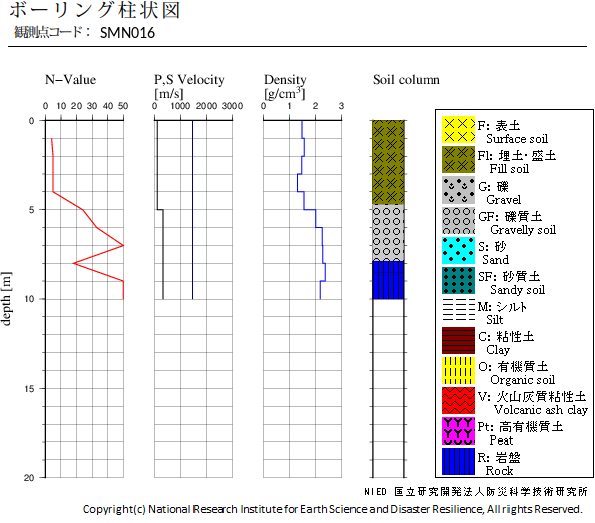 ボーリング柱状図
観測点コード： SMN016
N-Value
0 10 20 30 40 50
P,S Velocity
[m/s]
0 1000 2000 3000
Density
[g/cm³]
0 1 2 3
Soil column
depth [m]
0
5
10
15
20
F: 表土
Surface soil
Fl: 埋土・盛土
Fill soil
G: 礫
Gravel
GF: 礫質土
Gravelly soil
S: 砂
Sand
SF: 砂質土
Sandy soil
M: シルト
Silt
C: 粘性土
Clay
O: 有機質土
Organic soil
V: 火山灰質粘性土
Volcanic ash clay
Pt: 高有機質土
Peat
R: 岩盤
Rock
NIED 国立研究開発法人防災科学技術研究所
Copyright(c) National Research Institute for Earth Science and Disaster Resilience, All rights Reserved.